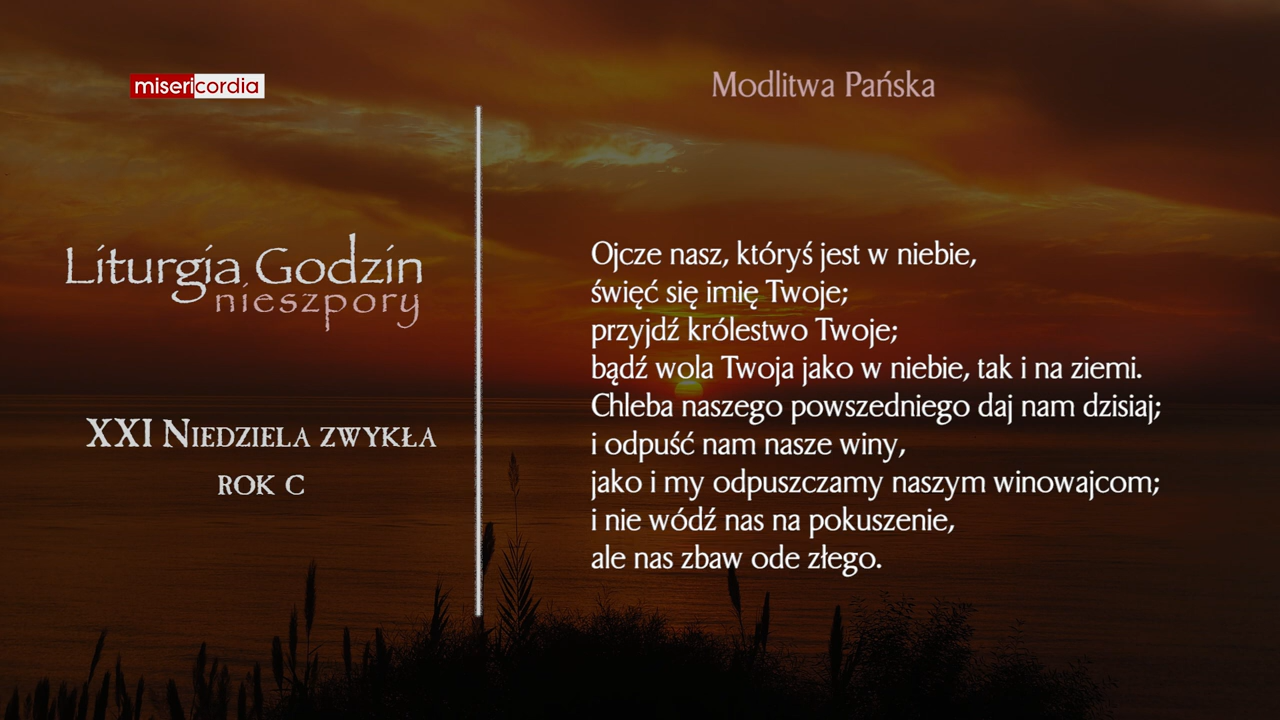 misericordia
Liturgia Godzin
nieszpory
XXI Niedziela zwykła
rok C
Modlitwa Pańska
Ojcze nasz, któryś jest w niebie,
święć się imię Twoje;
przyjdź królestwo Twoje;
bądź wola Twoja jako w niebie, tak i na ziemi.
Chleba naszego powszedniego daj nam dzisiaj;
i odpuść nam nasze winy,
jako i my odpuszczamy naszym winowajcom;
i nie wódź nas na pokuszenie,
ale nas zbaw ode złego.